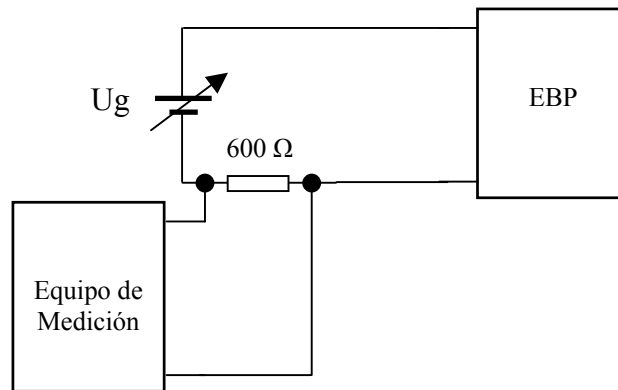 EBP
Ug
600 Ω
Equipo de
Medición